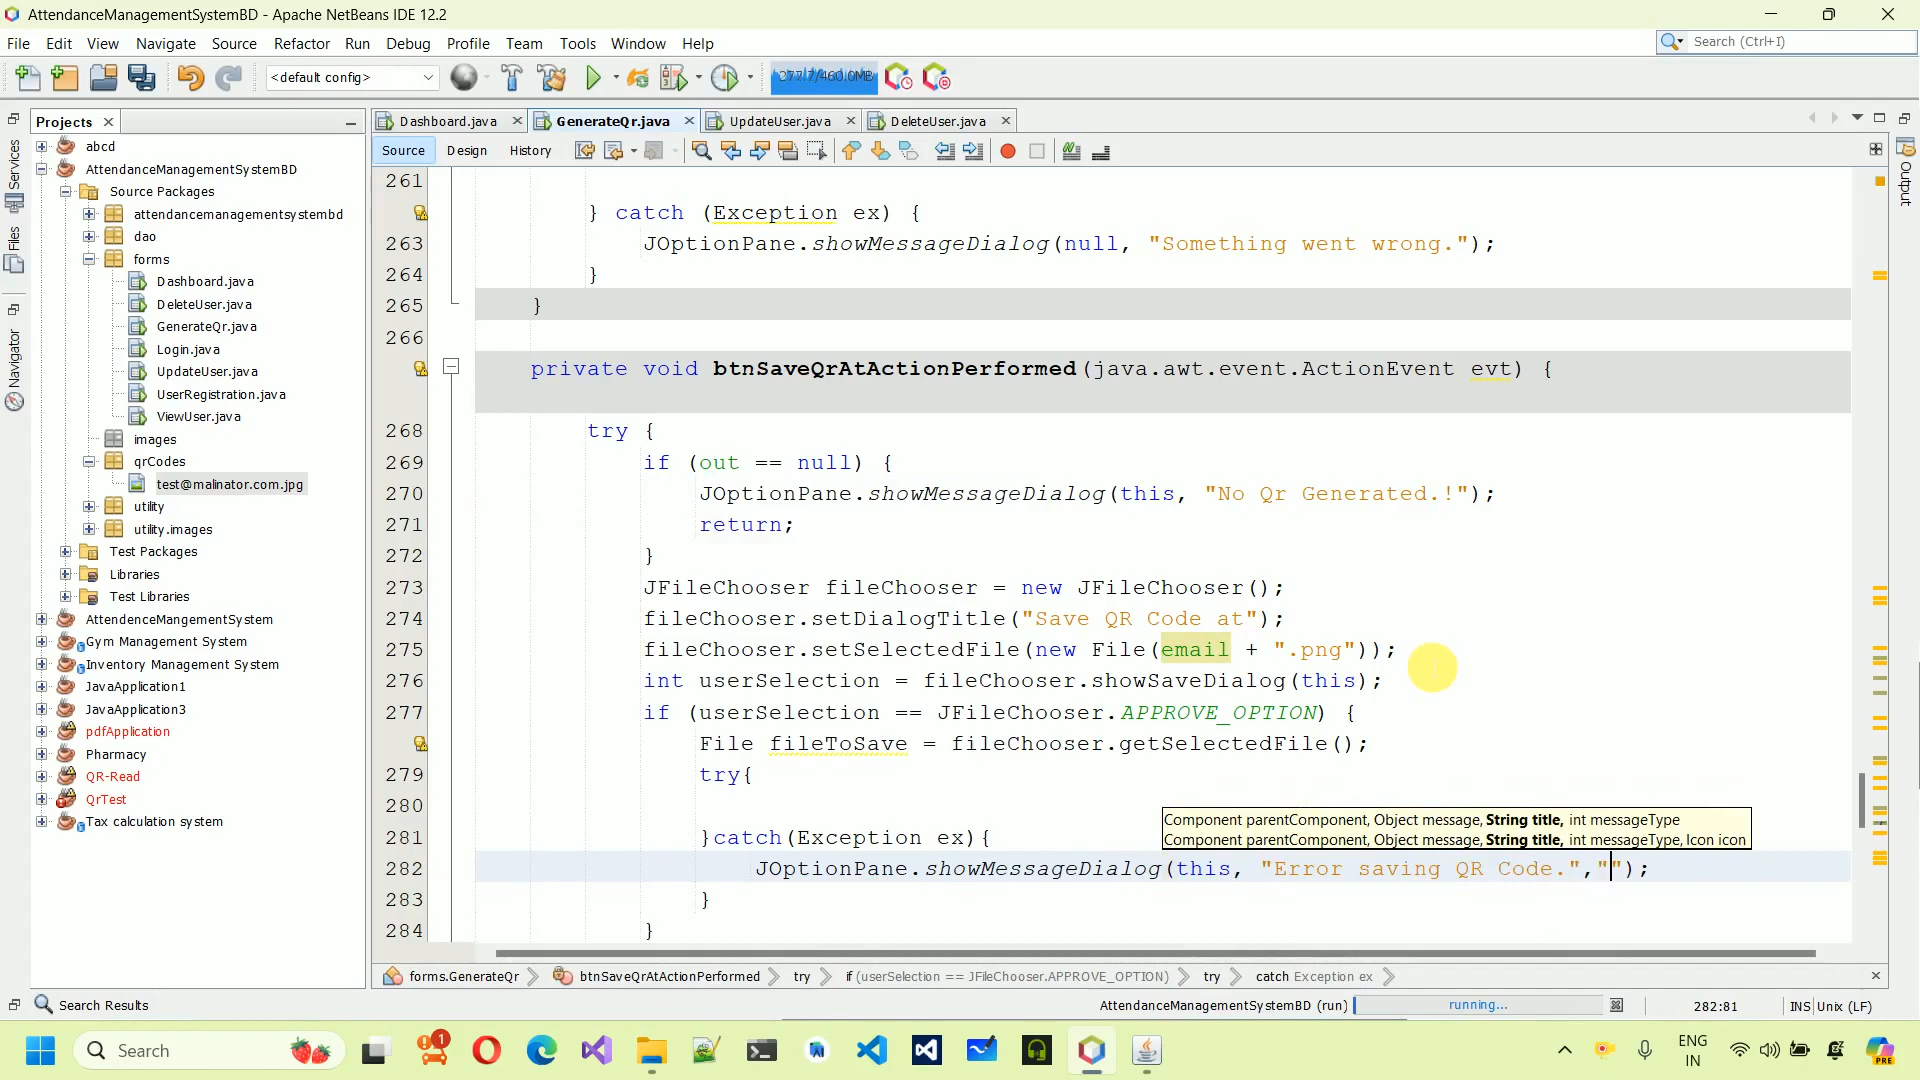 AttendanceManagementSystemBD - Apache NetBeans IDE 12.2
File Edit View Navigate Source Refactor Run Debug Profile Team Tools Window Help
Search (Ctrl+I)
<default config>
277.7/460.0MB
Projects
Dashboard.java GenerateQr.java UpdateUser.java DeleteUser.java
Source Design History
Services
Files
Navigator
Output
abcd
AttendanceManagementSystemBD
Source Packages
attendancemanagementsystembd
dao
forms
Dashboard.java
DeleteUser.java
GenerateQr.java
Login.java
UpdateUser.java
UserRegistration.java
ViewUser.java
images
qrCodes
test@malinator.com.jpg
utility
utility.images
Test Packages
Libraries
Test Libraries
AttendenceMangementSystem
Gym Management System
Inventory Management System
JavaApplication1
JavaApplication3
pdfApplication
Pharmacy
QR-Read
QrTest
Tax calculation system
261
} catch (Exception ex) {
263 JOptionPane.showMessageDialog(null, "Something went wrong.");
264 }
265 }
266
private void btnSaveQrAtActionPerformed(java.awt.event.ActionEvent evt) {
268 try {
269 if (out == null) {
270 JOptionPane.showMessageDialog(this, "No Qr Generated.!");
271 return;
272 }
273 JFileChooser fileChooser = new JFileChooser();
274 fileChooser.setDialogTitle("Save QR Code at");
275 fileChooser.setSelectedFile(new File(email + ".png"));
276 int userSelection = fileChooser.showSaveDialog(this);
277 if (userSelection == JFileChooser.APPROVE_OPTION) {
File fileToSave = fileChooser.getSelectedFile();
279 try{
280
Component parentComponent, Object message, String title, int messageType
Component parentComponent, Object message, String title, int messageType, Icon icon
281 }catch(Exception ex){
282 JOptionPane.showMessageDialog(this, "Error saving QR Code.","");
283 }
284 }
forms.GenerateQr btnSaveQrAtActionPerformed try if (userSelection == JFileChooser.APPROVE_OPTION) try catch Exception ex
Search Results
AttendanceManagementSystemBD (run) running... 282:81 INS Unix (LF)
Search
1
ENG
IN
PRE